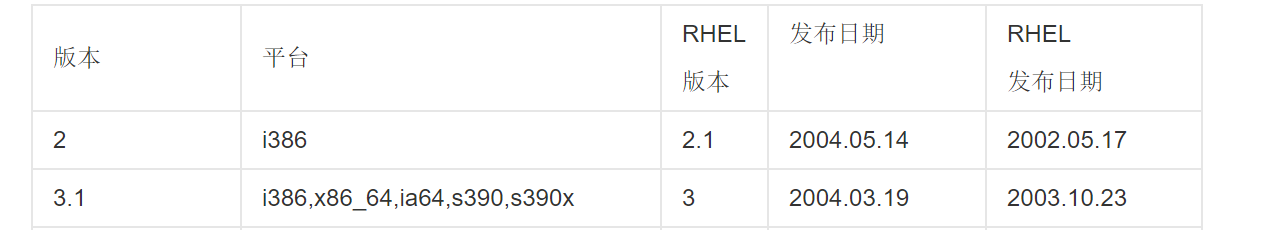 版本 平台 RHEL 版本 发布日期 RHEL 发布日期
2 i386 2.1 2004.05.14 2002.05.17
3.1 i386,x86_64,ia64,s390,s390x 3 2004.03.19 2003.10.23